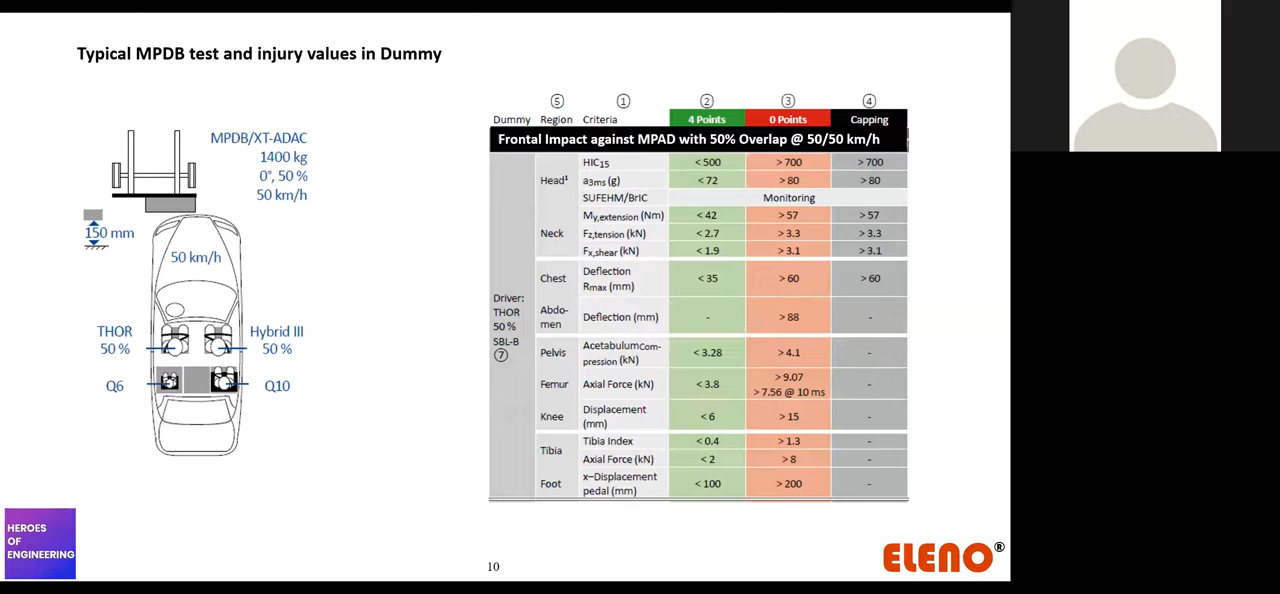 Typical MPDB test and injury values in Dummy
MPDB/XT-ADAC
1400 kg
0°, 50 %
50 km/h
150 mm
50 km/h
THOR
50 %
Hybrid III
50 %
Q6
Q10
⑤ ① ② ③ ④
Dummy Region Criteria 4 Points 0 Points Capping
Frontal Impact against MPAD with 50% Overlap @ 50/50 km/h
Driver:
THOR
50 %
SBL-B
⑦
Head¹
HIC15 < 500 > 700 > 700
a3ms (g) < 72 > 80 > 80
SUFEHM/BrIC Monitoring
Neck
My,extension (Nm) < 42 > 57 > 57
Fz,tension (kN) < 2.7 > 3.3 > 3.3
Fx,shear (kN) < 1.9 > 3.1 > 3.1
Chest
Deflection
Rmax (mm) < 35 > 60 > 60
Abdo-
men
Deflection (mm) - > 88 -
Pelvis
AcetabulumCom-
pression (kN) < 3.28 > 4.1 -
Femur
Axial Force (kN) < 3.8 > 9.07
> 7.56 @ 10 ms -
Knee
Displacement
(mm) < 6 > 15 -
Tibia
Tibia Index < 0.4 > 1.3 -
Axial Force (kN) < 2 > 8 -
Foot
x–Displacement
pedal (mm) < 100 > 200 -
HEROES
OF
ENGINEERING
10
ELENO®